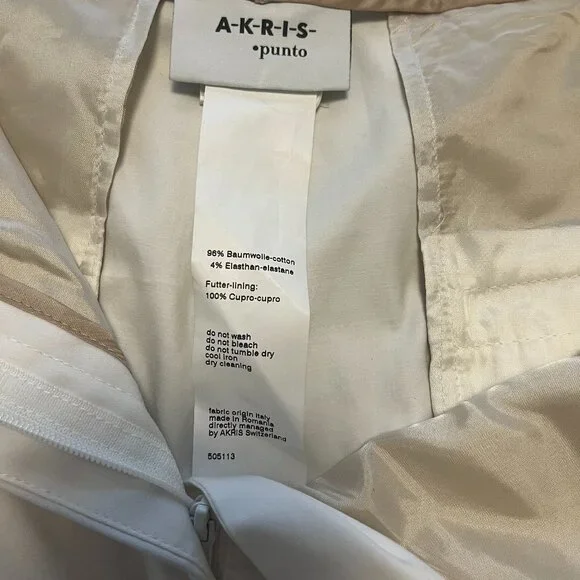 A-K-R-I-S-
•punto
96% Baumwolle-cotton
4% Elasthan-elastane
Futter-lining:
100% Cupro-cupro
do not wash
do not bleach
do not tumble dry
cool iron
dry cleaning
fabric origin Italy
made in Romania
directly managed
by AKRIS Switzerland
505113